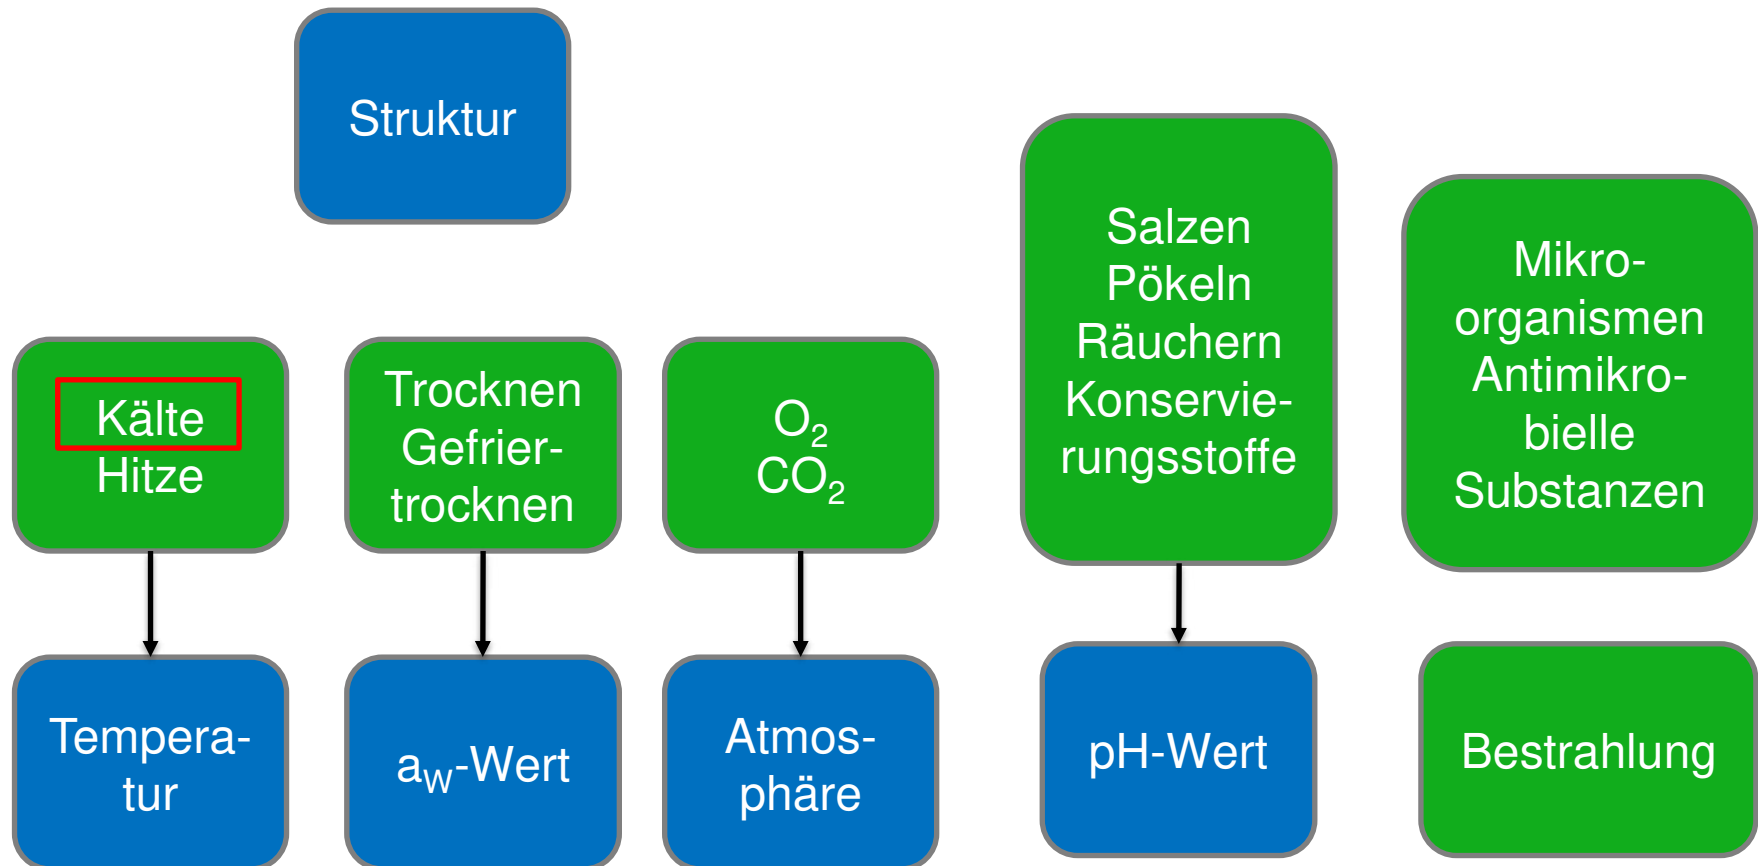 Struktur
Kälte
Hitze
Trocknen
Gefrier-
trocknen
O₂
CO₂
Salzen
Pökeln
Räuchern
Konservie-
rungsstoffe
Mikro-
organismen
Antimikro-
bielle
Substanzen
Tempera-
tur
aW-Wert
Atmos-
phäre
pH-Wert
Bestrahlung